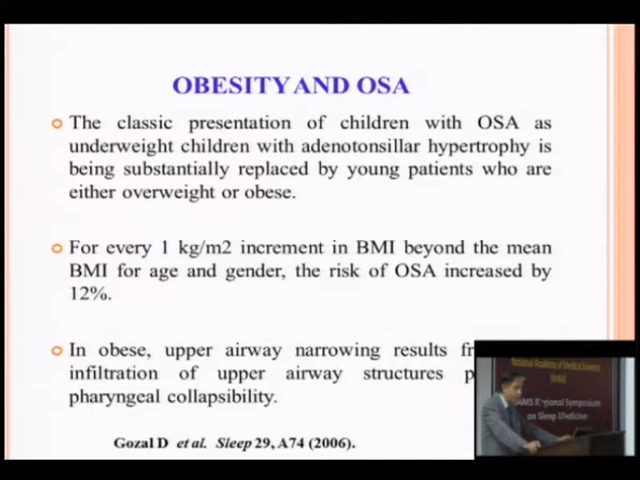 OBESITY AND OSA
The classic presentation of children with OSA as
underweight children with adenotonsillar hypertrophy is
being substantially replaced by young patients who are
either overweight or obese.
For every 1 kg/m2 increment in BMI beyond the mean
BMI for age and gender, the risk of OSA increased by
12%.
In obese, upper airway narrowing results
infiltration of upper airway structures
pharyngeal collapsibility.
Gozal D et al. Sleep 29, A74 (2006).
National Academy of Medical Sciences
(India)
Regional Symposium
on Sleep Medicine